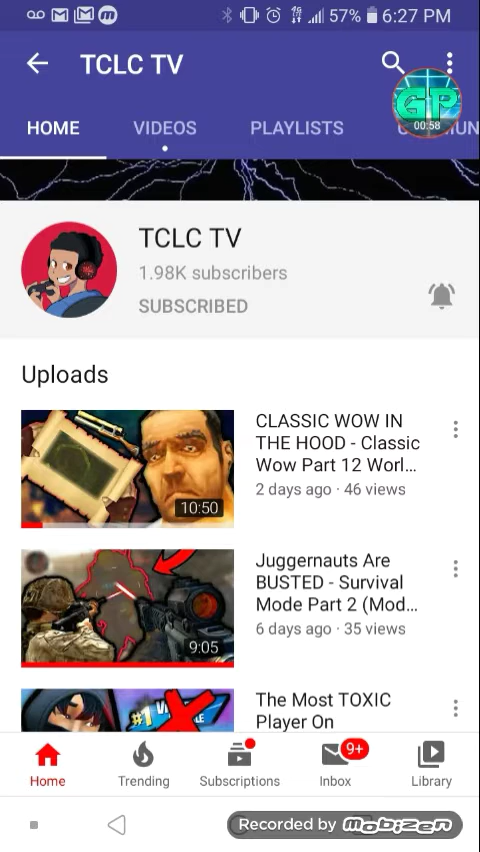 57% 6:27 PM
TCLC TV
GP
00:58
HOME VIDEOS PLAYLISTS
TCLC TV
1.98K subscribers
SUBSCRIBED
Uploads
CLASSIC WOW IN
THE HOOD - Classic
Wow Part 12 Worl...
2 days ago · 46 views
10:50
Juggernauts Are
BUSTED - Survival
Mode Part 2 (Mod...
6 days ago · 35 views
9:05
The Most TOXIC
Player On
#1
9+
Home Trending Subscriptions Inbox Library
Recorded by mobizen